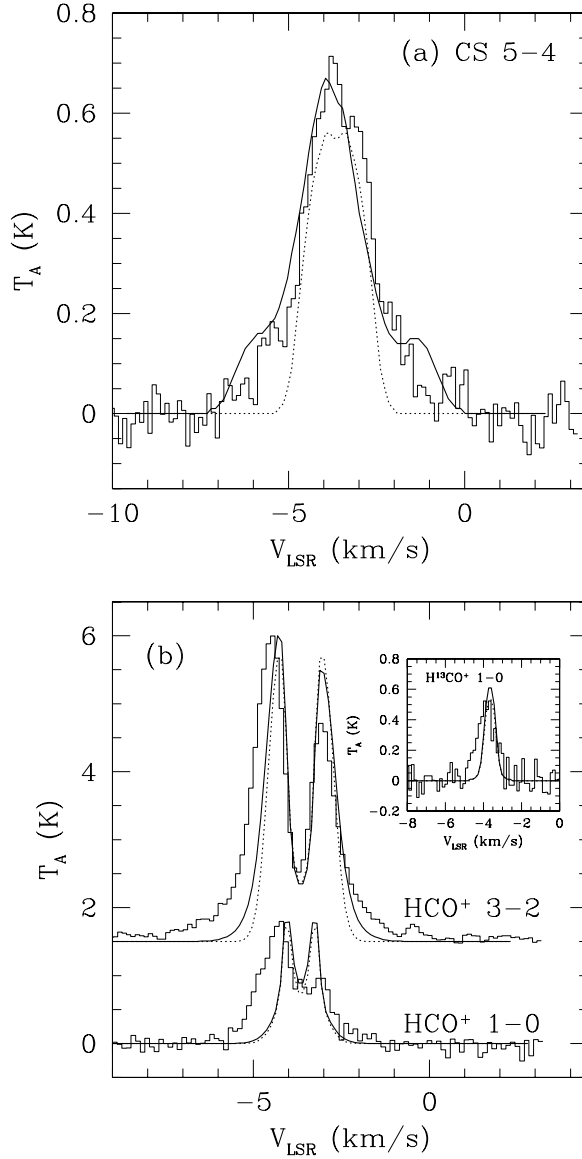 (a) CS 5−4
0.8
0.6
0.4
0.2
0
T_A (K)
−10
−5
0
V_LSR (km/s)
(b)
6
4
2
0
T_A (K)
H¹³CO⁺ 1−0
0.8
0.6
0.4
0.2
0
−0.2
T_A (K)
−8
−6
−4
−2
0
V_LSR (km/s)
HCO⁺ 3−2
HCO⁺ 1−0
−5
0
V_LSR (km/s)